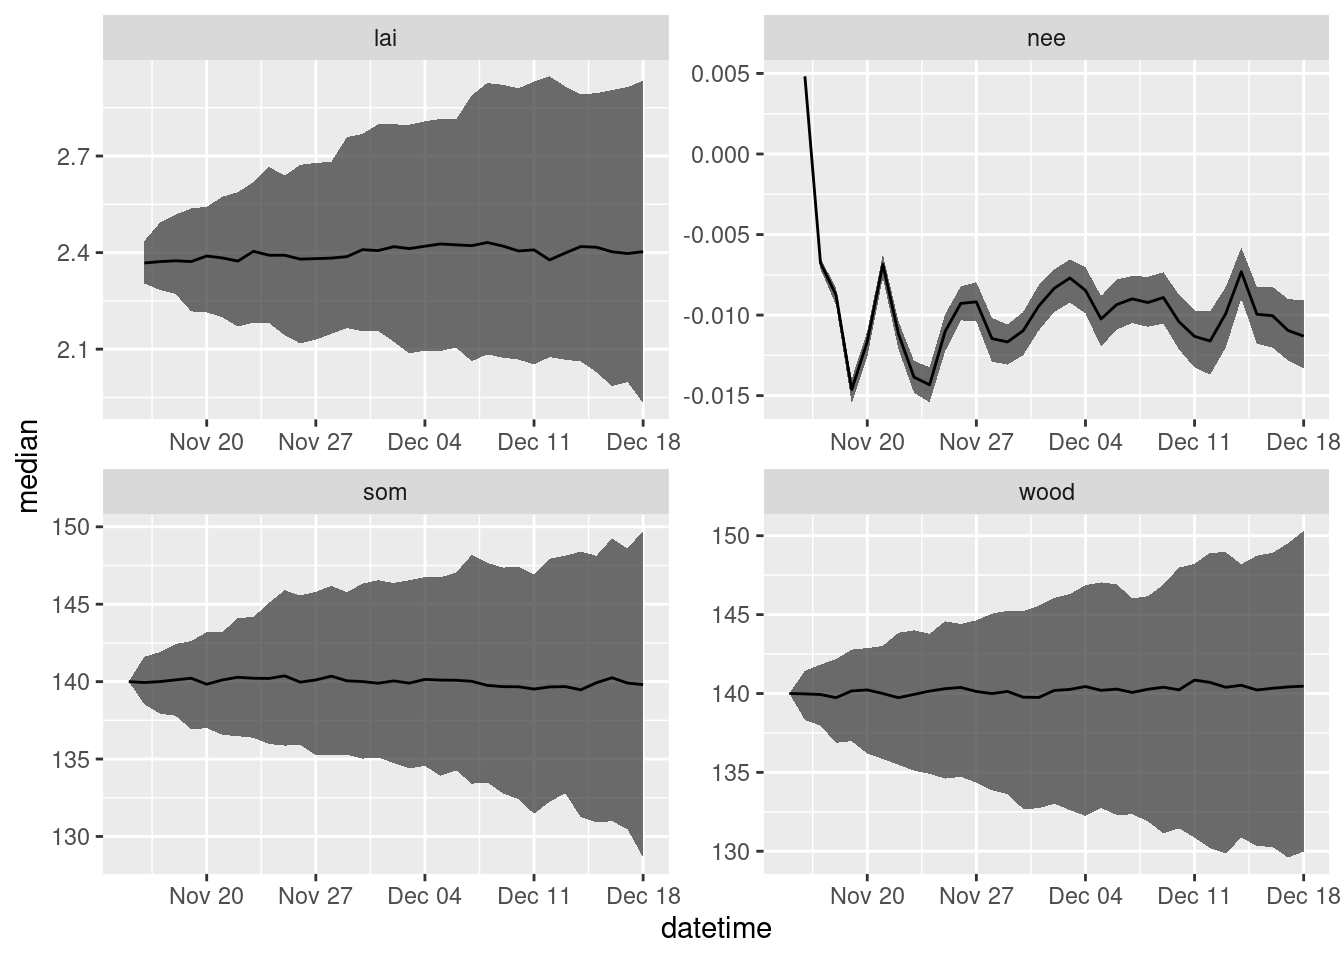 lai
nee
2.7
2.4
2.1
0.005
0.000
-0.005
-0.010
-0.015
Nov 20 Nov 27 Dec 04 Dec 11 Dec 18
Nov 20 Nov 27 Dec 04 Dec 11 Dec 18
median
som
wood
150
145
140
135
130
150
145
140
135
130
Nov 20 Nov 27 Dec 04 Dec 11 Dec 18
Nov 20 Nov 27 Dec 04 Dec 11 Dec 18
datetime